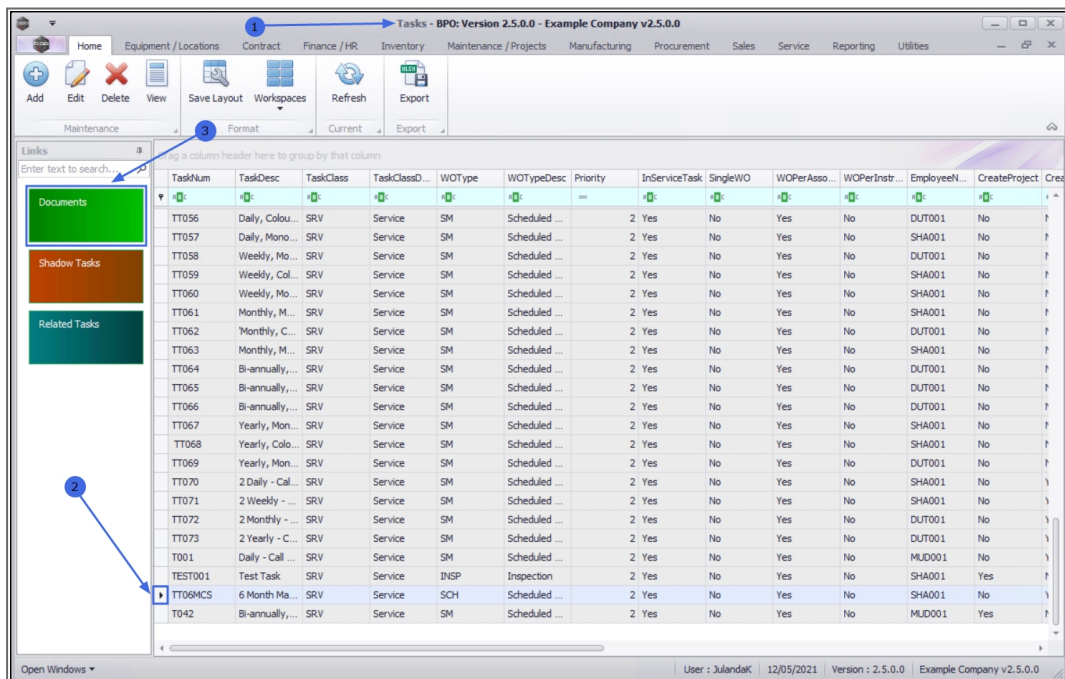 1
Tasks - BPO: Version 2.5.0.0 - Example Company v2.5.0.0
Home Equipment / Locations Contract Finance / HR Inventory Maintenance / Projects Manufacturing Procurement Sales Service Reporting Utilities
Add Edit Delete View Save Layout Workspaces Refresh Export
Maintenance Format Current Export
3
Links
Enter text to search...
Drag a column header here to group by that column
Documents
Shadow Tasks
Related Tasks
2
TaskNum TaskDesc TaskClass TaskClassD... WOType WOTypeDesc Priority InServiceTask SingleWO WOPerAsso... WOPerInstr... EmployeeN... CreateProject Crea
TT056 Daily, Colou... SRV Service SM Scheduled ... 2 Yes No Yes No DUT001 No
TT057 Daily, Mono... SRV Service SM Scheduled ... 2 Yes No Yes No SHA001 No
TT058 Weekly, Mo... SRV Service SM Scheduled ... 2 Yes No Yes No DUT001 No
TT059 Weekly, Col... SRV Service SM Scheduled ... 2 Yes No Yes No SHA001 No
TT060 Weekly, Mo... SRV Service SM Scheduled ... 2 Yes No Yes No SHA001 No
TT061 Monthly, M... SRV Service SM Scheduled ... 2 Yes No Yes No SHA001 No
TT062 'Monthly, C... SRV Service SM Scheduled ... 2 Yes No Yes No DUT001 No
TT063 Monthly, M... SRV Service SM Scheduled ... 2 Yes No Yes No SHA001 No
TT064 Bi-annually,... SRV Service SM Scheduled ... 2 Yes No Yes No DUT001 No
TT065 Bi-annually,... SRV Service SM Scheduled ... 2 Yes No Yes No DUT001 No
TT066 Bi-annually,... SRV Service SM Scheduled ... 2 Yes No Yes No DUT001 No
TT067 Yearly, Mon... SRV Service SM Scheduled ... 2 Yes No Yes No SHA001 No
TT068 Yearly, Colo... SRV Service SM Scheduled ... 2 Yes No Yes No SHA001 No
TT069 Yearly, Mon... SRV Service SM Scheduled ... 2 Yes No Yes No DUT001 No
TT070 2 Daily - Cal... SRV Service SM Scheduled ... 2 Yes No Yes No SHA001 No
TT071 2 Weekly - ... SRV Service SM Scheduled ... 2 Yes No Yes No SHA001 No
TT072 2 Monthly - ... SRV Service SM Scheduled ... 2 Yes No Yes No DUT001 No
TT073 2 Yearly - C... SRV Service SM Scheduled ... 2 Yes No Yes No DUT001 No
T001 Daily - Call ... SRV Service SM Scheduled ... 2 Yes No Yes No MUD001 No
TEST001 Test Task SRV Service INSP Inspection 2 Yes No Yes No SHA001 Yes
TT06MCS 6 Month Ma... SRV Service SCH Scheduled ... 2 Yes No Yes No SHA001 No
T042 Bi-annually,... SRV Service SM Scheduled ... 2 Yes No Yes No MUD001 Yes
Open Windows User : JulandaK 12/05/2021 Version : 2.5.0.0 Example Company v2.5.0.0